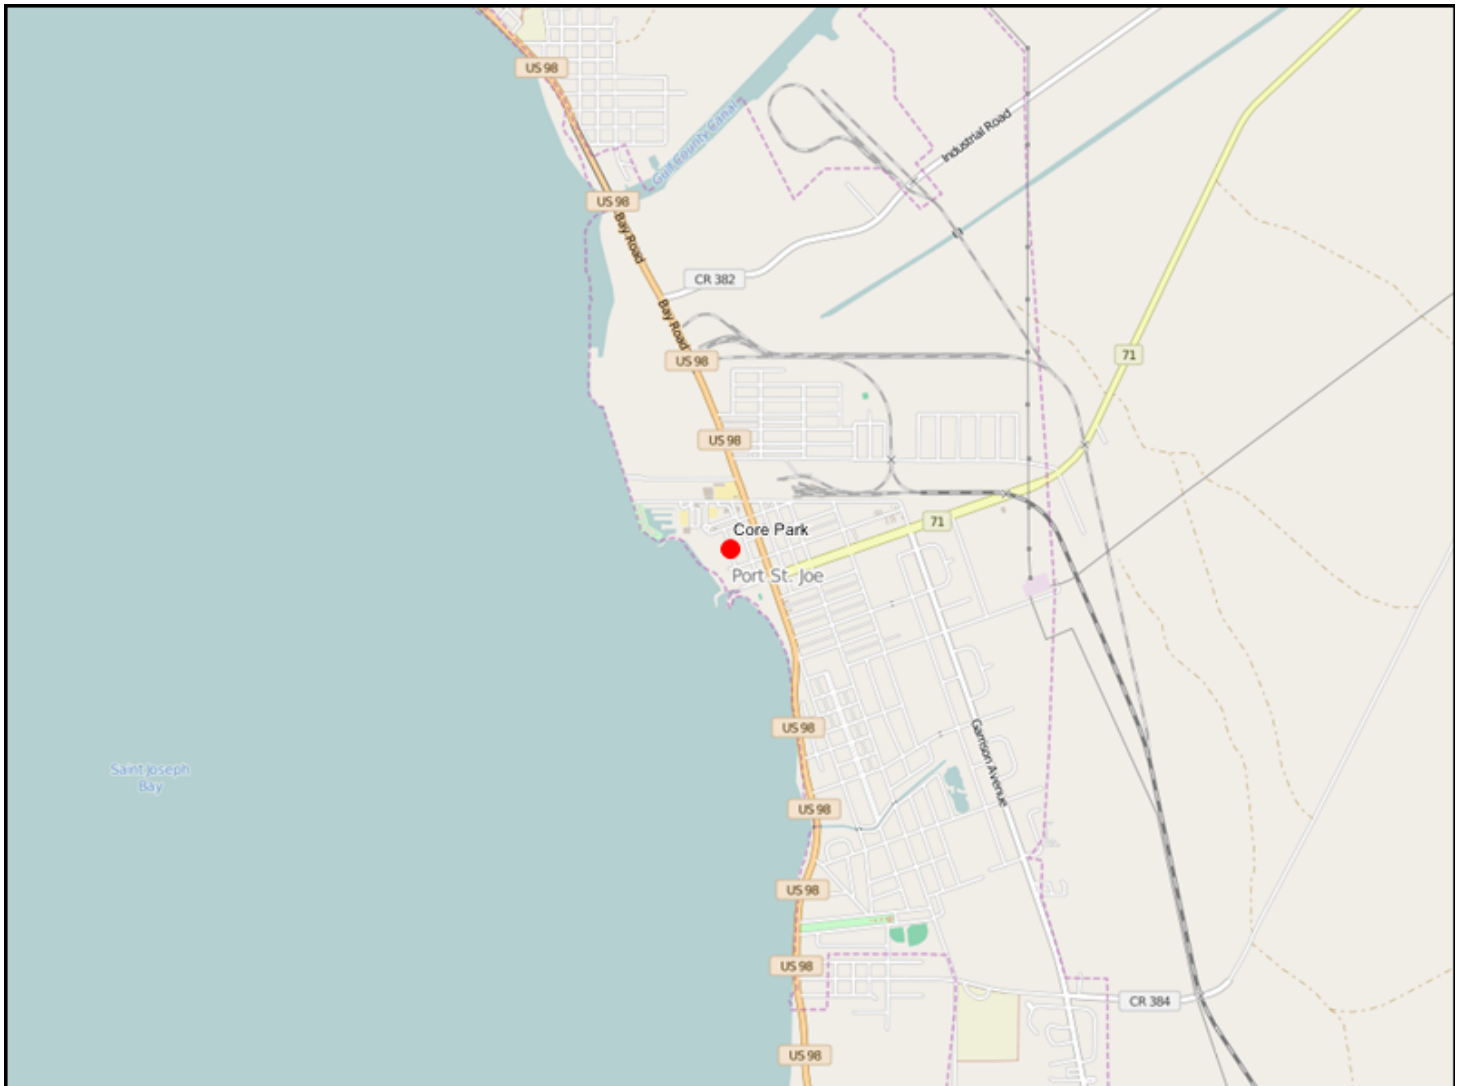 US 98
Gulf County Canal
Industrial Road
US 98
Bay Road
CR 382
Bay Road
71
US 98
US 98
71
Core Park
Port St. Joe
US 98
Garrison Avenue
Saint Joseph
Bay
US 98
US 98
US 98
CR 384
US 98